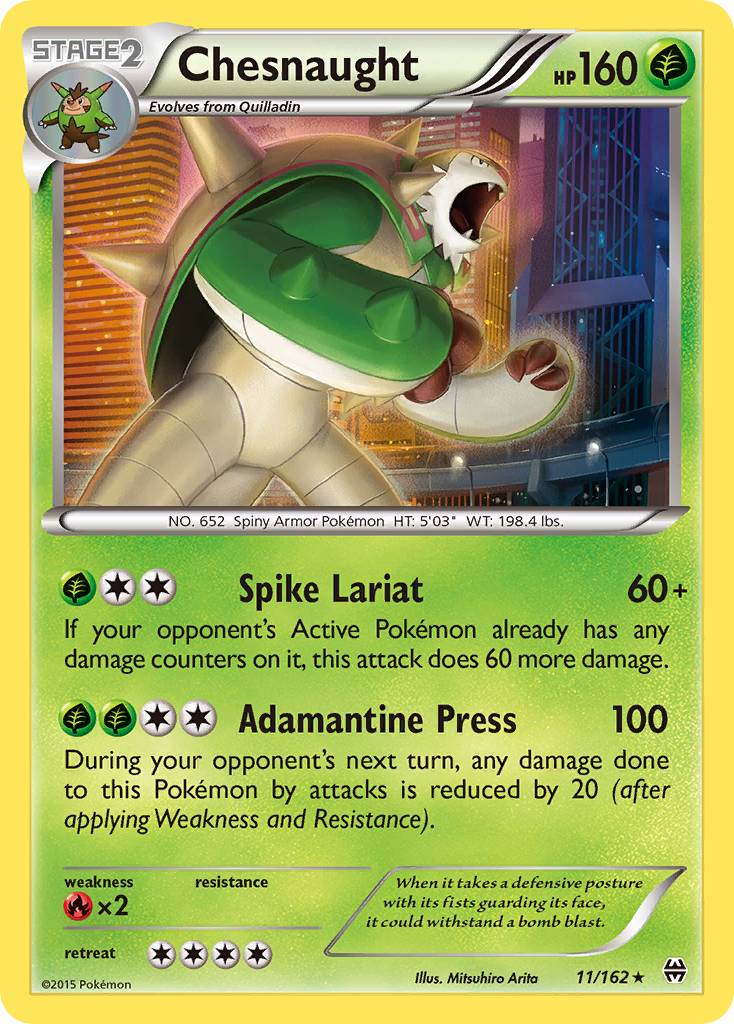 STAGE2
Chesnaught
HP160
Evolves from Quilladin
NO. 652 Spiny Armor Pokémon HT: 5'03" WT: 198.4 lbs.
Spike Lariat 60+
If your opponent's Active Pokémon already has any
damage counters on it, this attack does 60 more damage.
Adamantine Press 100
During your opponent's next turn, any damage done
to this Pokémon by attacks is reduced by 20 (after
applying Weakness and Resistance).
weakness resistance
×2
When it takes a defensive posture
with its fists guarding its face,
it could withstand a bomb blast.
retreat
©2015 Pokémon
Illus. Mitsuhiro Arita
11/162 ★